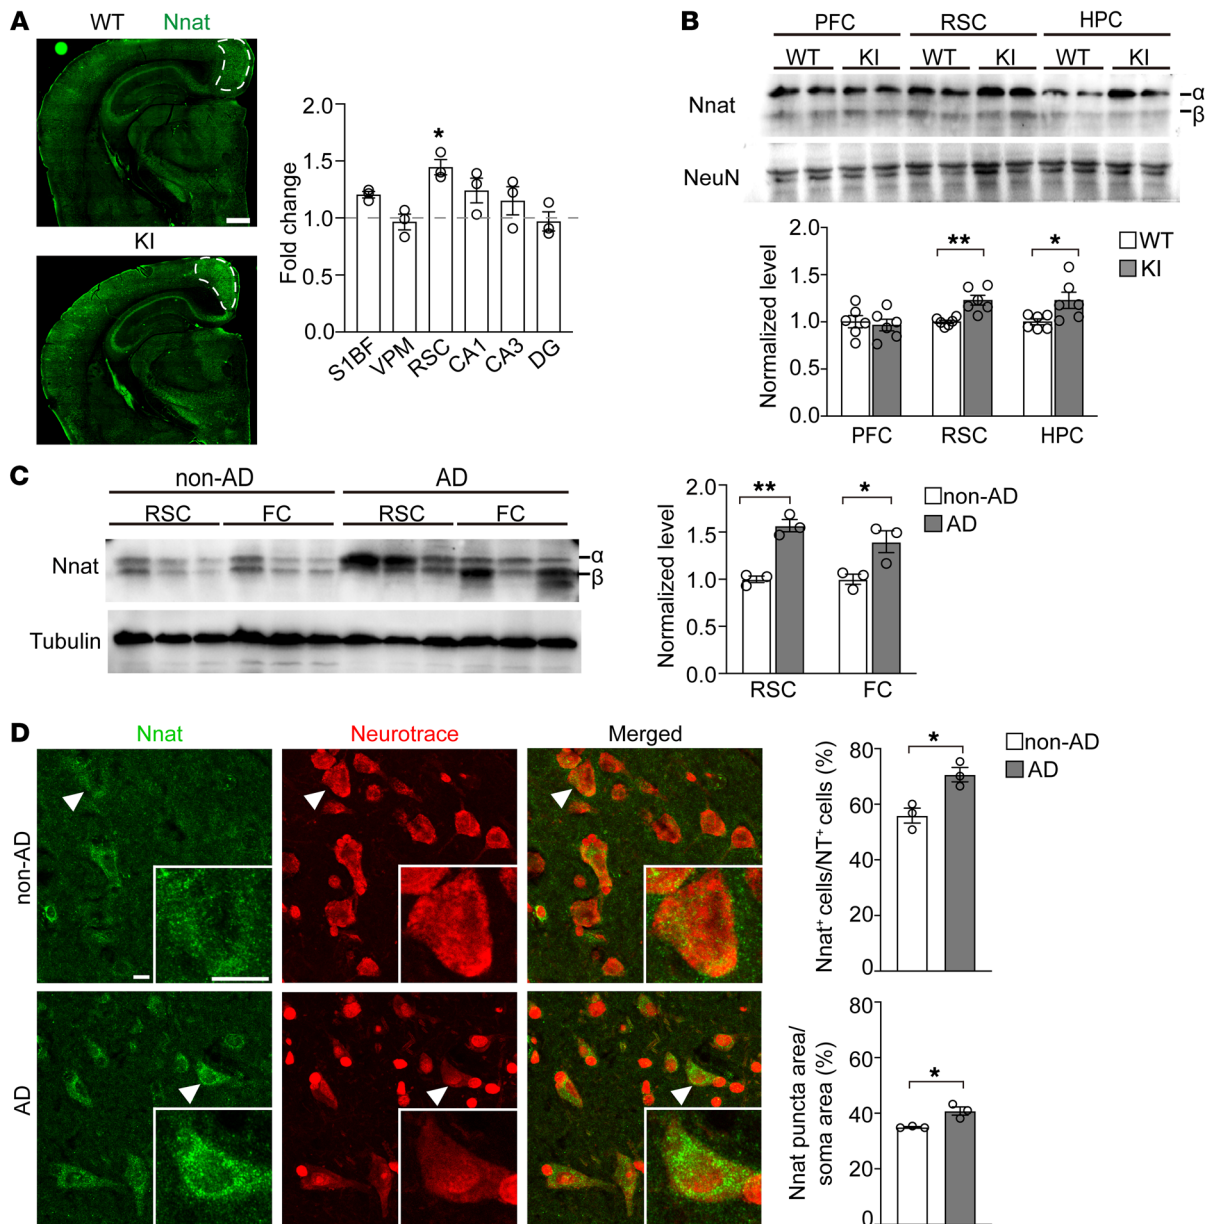 A
WT Nnat
KI
Fold change
2.0
1.5
1.0
0.5
0.0
*
S1BF VPM RSC CA1 CA3 DG
B
PFC RSC HPC
WT KI WT KI WT KI
Nnat
α
β
NeuN
Normalized level
2.0
1.5
1.0
0.5
0.0
** *
WT
KI
PFC RSC HPC
C
non-AD AD
RSC FC RSC FC
Nnat
α
β
Tubulin
Normalized level
2.0
1.5
1.0
0.5
0.0
** *
non-AD
AD
RSC FC
D
Nnat Neurotrace Merged
non-AD
AD
Nnat⁺ cells/NT⁺ cells (%)
80
60
40
20
0
*
non-AD
AD
Nnat puncta area/
soma area (%)
80
60
40
20
0
*